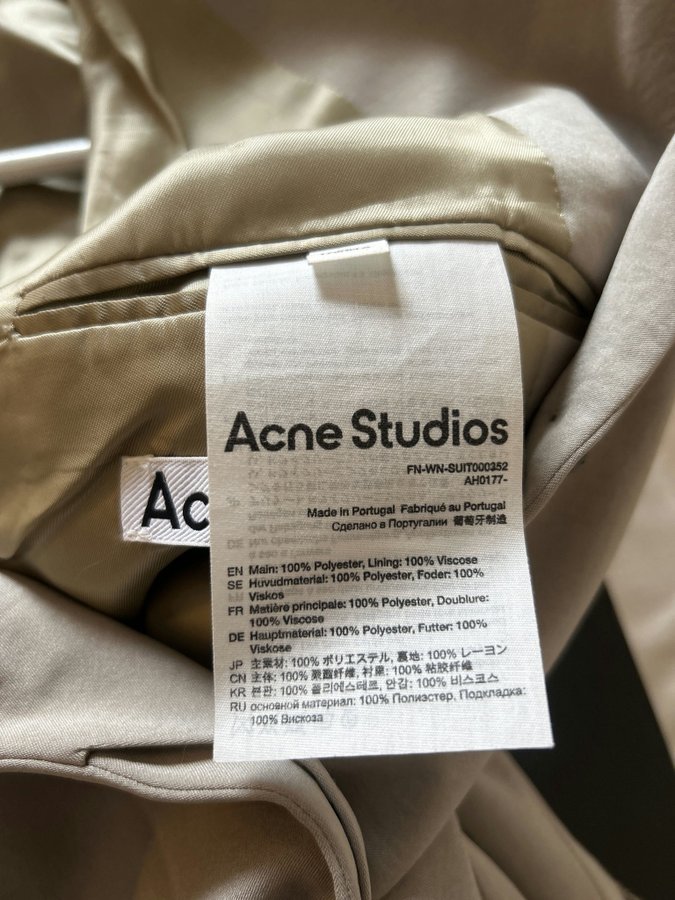 Acne Studios
FN-WN-SUIT000352
AH0177-
Made in Portugal Fabriqué au Portugal
Сделано в Португалии 葡萄牙制造
Ac
EN Main: 100% Polyester, Lining: 100% Viscose
SE Huvudmaterial: 100% Polyester, Foder: 100%
Viskos
FR Matière principale: 100% Polyester, Doublure:
100% Viscose
DE Hauptmaterial: 100% Polyester, Futter: 100%
Viskose
JP 主素材: 100% ポリエステル, 裏地: 100% レーヨン
CN 主体: 100% 聚酯纤维, 衬里: 100% 粘胶纤维
KR 본판: 100% 폴리에스테르, 안감: 100% 비스코스
RU основной материал: 100% Полиэстер, Подкладка:
100% Вискоза